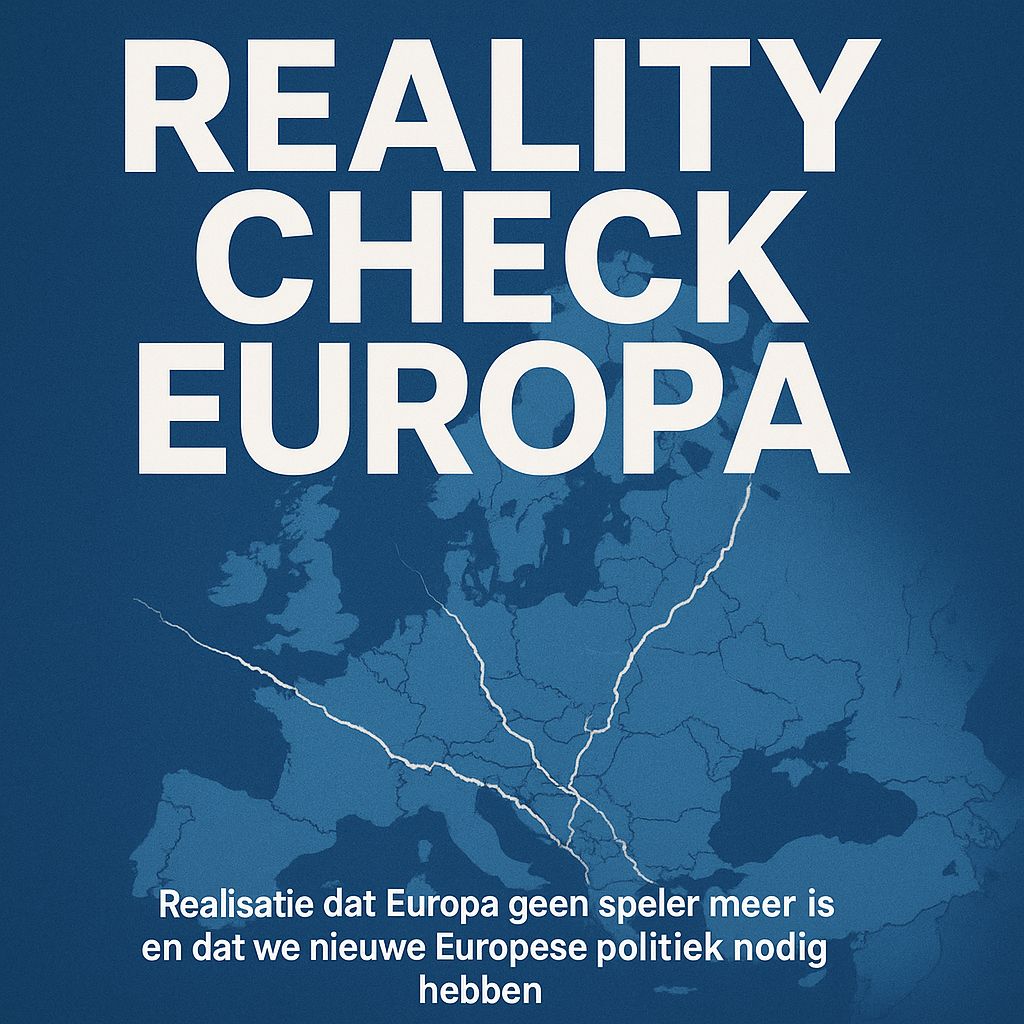 REALITY
CHECK
EUROPA
Realisatie dat Europa geen speler meer is
en dat we nieuwe Europese politiek nodig
hebben